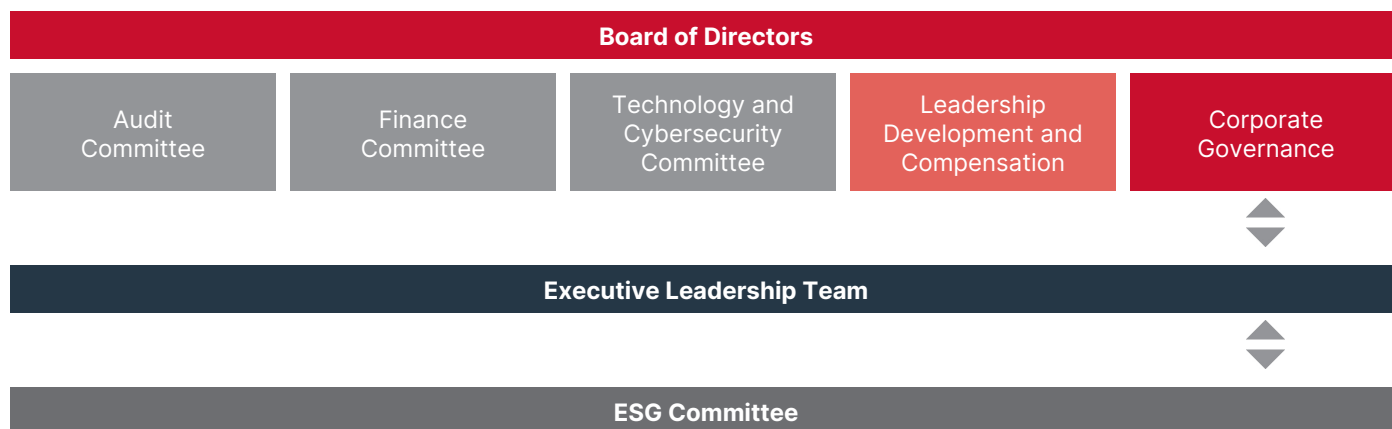 Board of Directors
Audit
Committee
Finance
Committee
Technology and
Cybersecurity
Committee
Leadership
Development and
Compensation
Corporate
Governance
Executive Leadership Team
ESG Committee